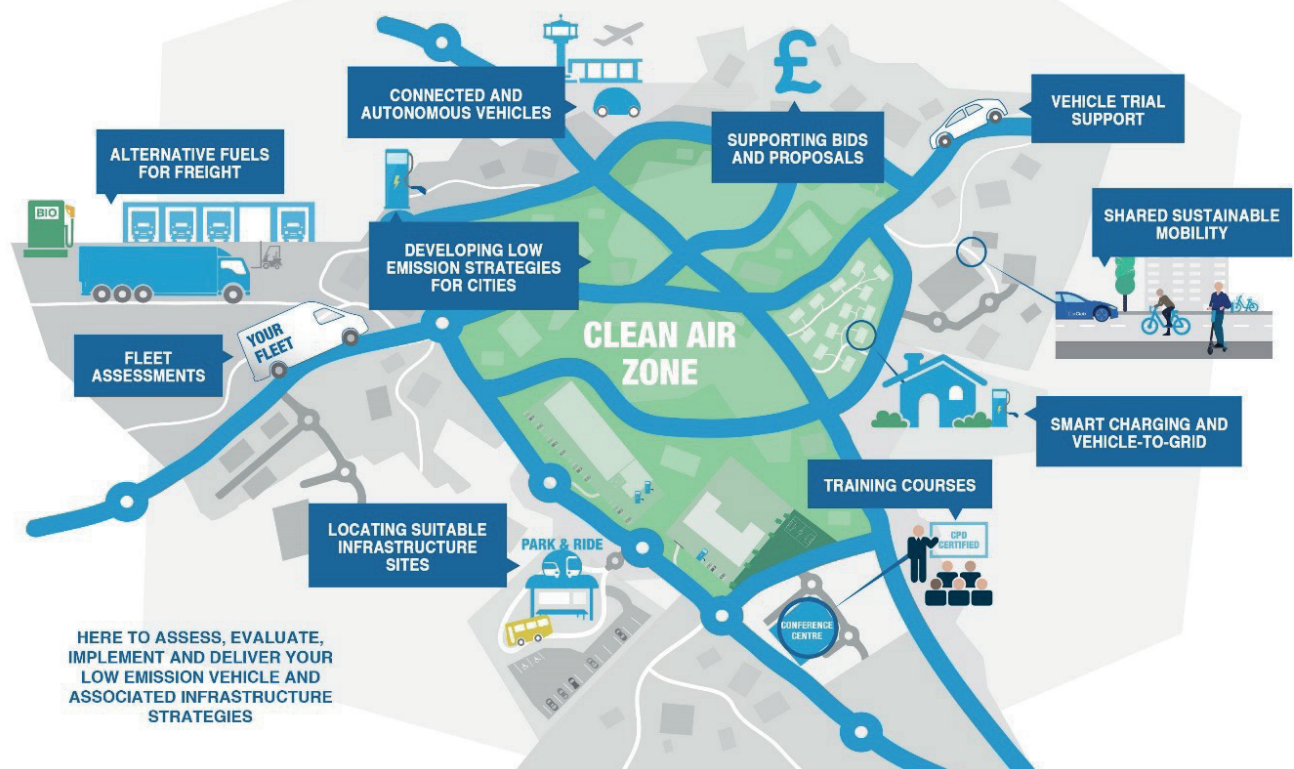 CONNECTED AND
AUTONOMOUS VEHICLES
£
SUPPORTING BIDS
AND PROPOSALS
VEHICLE TRIAL
SUPPORT
ALTERNATIVE FUELS
FOR FREIGHT
BIO
SHARED SUSTAINABLE
MOBILITY
DEVELOPING LOW
EMISSION STRATEGIES
FOR CITIES
YOUR
FLEET
FLEET
ASSESSMENTS
CLEAN AIR
ZONE
SMART CHARGING AND
VEHICLE-TO-GRID
TRAINING COURSES
CPD
CERTIFIED
LOCATING SUITABLE
INFRASTRUCTURE
SITES
PARK & RIDE
CONFERENCE
CENTRE
HERE TO ASSESS, EVALUATE,
IMPLEMENT AND DELIVER YOUR
LOW EMISSION VEHICLE AND
ASSOCIATED INFRASTRUCTURE
STRATEGIES